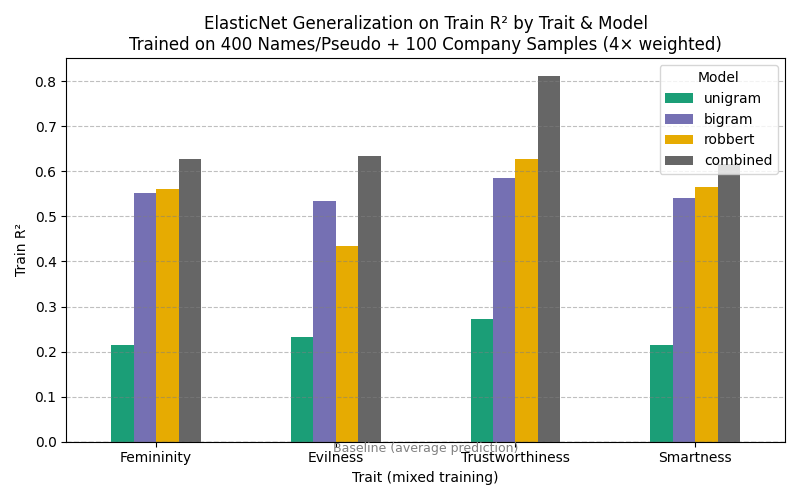 ElasticNet Generalization on Train R² by Trait & Model
Trained on 400 Names/Pseudo + 100 Company Samples (4× weighted)
Train R²
0.8
0.7
0.6
0.5
0.4
0.3
0.2
0.1
0.0
Model
unigram
bigram
robbert
combined
Baseline (average prediction)
Femininity
Evilness
Trustworthiness
Smartness
Trait (mixed training)